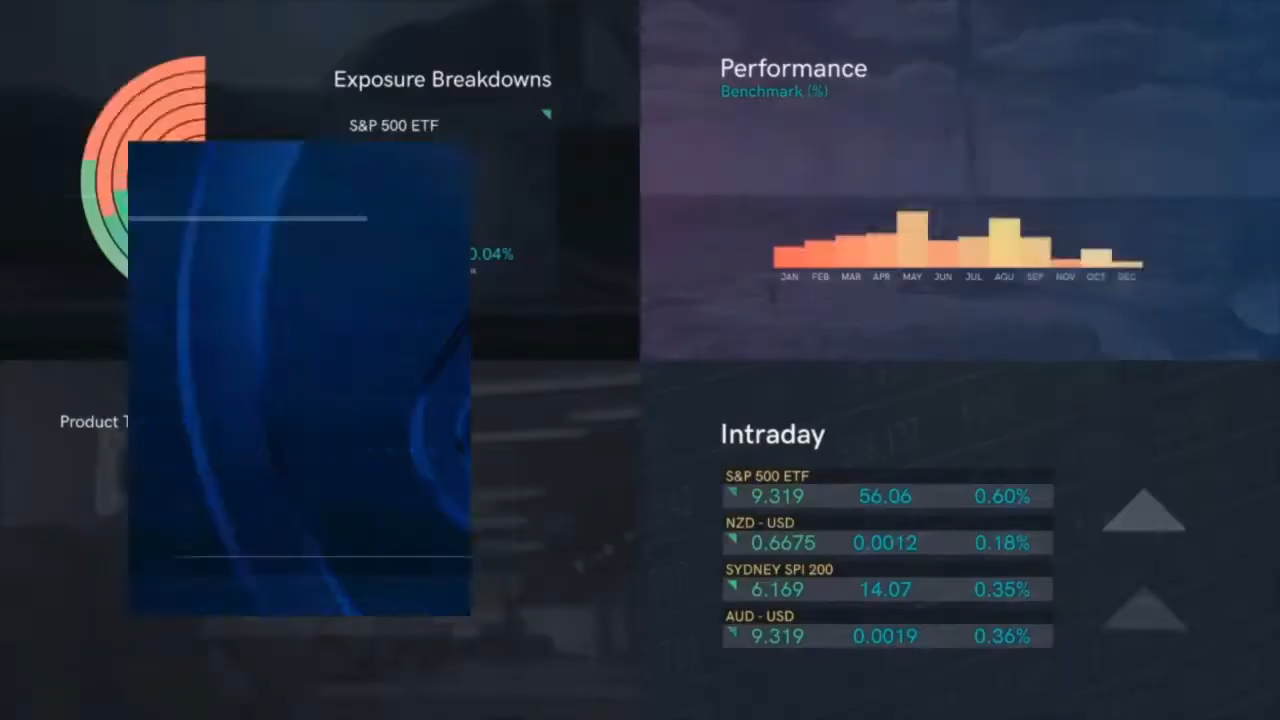 Exposure Breakdowns
S&P 500 ETF
0.04%
Product
Performance
Benchmark (%)
JAN FEB MAR APR MAY JUN JUL AGU SEP NOV OCT DEC
Intraday
S&P 500 ETF
9.319 56.06 0.60%
NZD - USD
0.6675 0.0012 0.18%
SYDNEY SPI 200
6.169 14.07 0.35%
AUD - USD
9.319 0.0019 0.36%